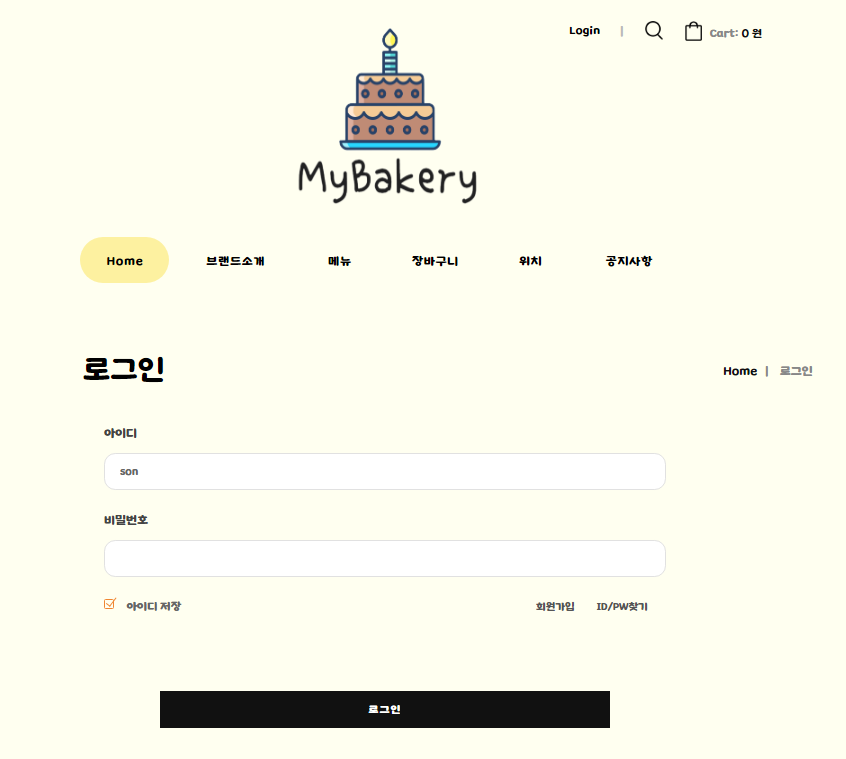 Login | Cart: 0 원
MyBakery
Home 브랜드소개 메뉴 장바구니 위치 공지사항
로그인
Home | 로그인
아이디
son
비밀번호
아이디 저장 회원가입 ID/PW찾기
로그인